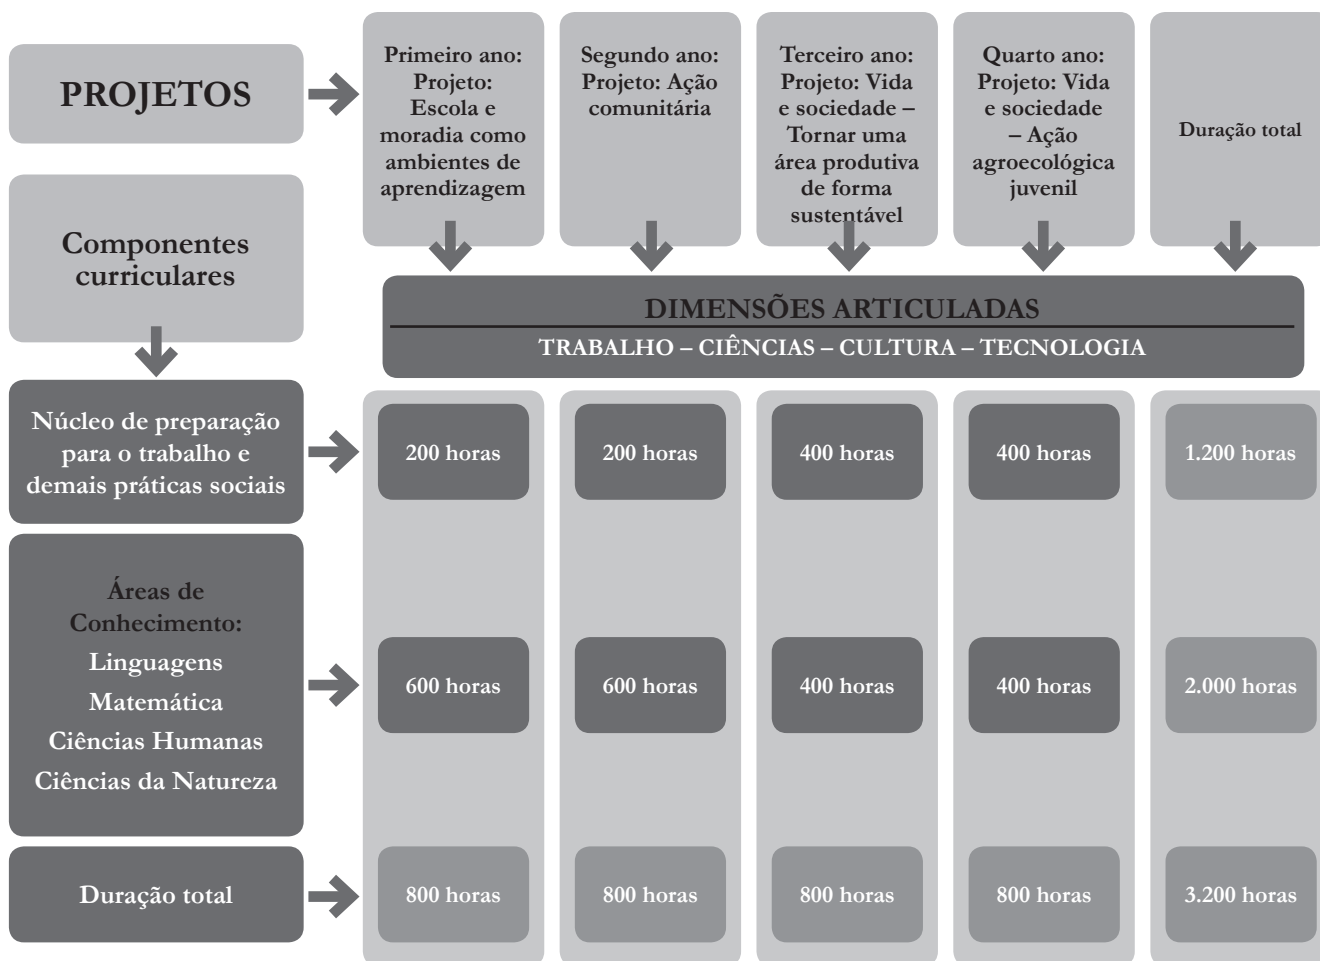 PROJETOS
Primeiro ano:
Projeto:
Escola e
moradia como
ambientes de
aprendizagem
Segundo ano:
Projeto: Ação
comunitária
Terceiro ano:
Projeto: Vida
e sociedade –
Tornar uma
área produtiva
de forma
sustentável
Quarto ano:
Projeto: Vida
e sociedade
– Ação
agroecológica
juvenil
Duração total
Componentes
curriculares
DIMENSÕES ARTICULADAS
TRABALHO – CIÊNCIAS – CULTURA – TECNOLOGIA
Núcleo de preparação
para o trabalho e
demais práticas sociais
200 horas
200 horas
400 horas
400 horas
1.200 horas
Áreas de
Conhecimento:
Linguagens
Matemática
Ciências Humanas
Ciências da Natureza
600 horas
600 horas
400 horas
400 horas
2.000 horas
Duração total
800 horas
800 horas
800 horas
800 horas
3.200 horas